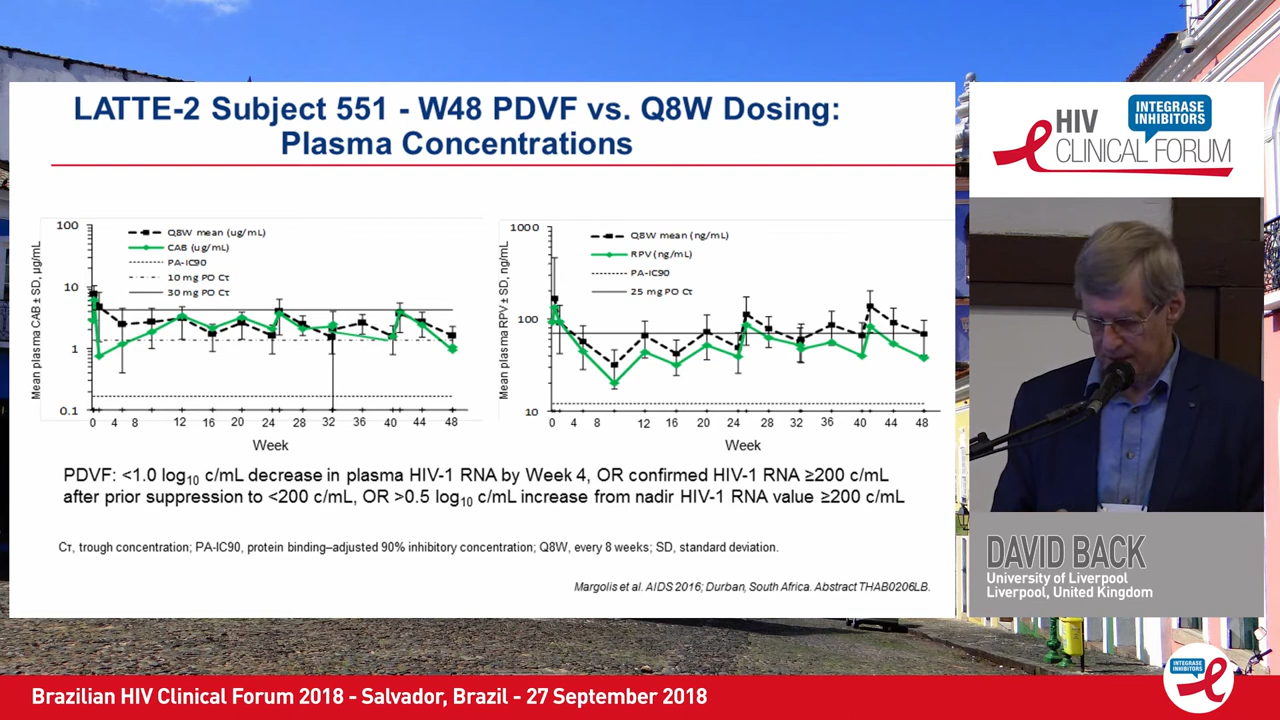 LATTE-2 Subject 551 - W48 PDVF vs. Q8W Dosing:
Plasma Concentrations
Mean plasma CAB ± SD, µg/mL
100
10
1
0.1
Q8W mean (ug/mL)
CAB (ug/mL)
PA-IC90
10 mg PO Cτ
30 mg PO Cτ
0 4 8 12 16 20 24 28 32 36 40 44 48
Week
Mean plasma RPV ± SD, ng/mL
1000
100
10
Q8W mean (ng/mL)
RPV (ng/mL)
PA-IC90
25 mg PO Cτ
0 4 8 12 16 20 24 28 32 36 40 44 48
Week
PDVF: <1.0 log10 c/mL decrease in plasma HIV-1 RNA by Week 4, OR confirmed HIV-1 RNA ≥200 c/mL
after prior suppression to <200 c/mL, OR >0.5 log10 c/mL increase from nadir HIV-1 RNA value ≥200 c/mL
Cτ, trough concentration; PA-IC90, protein binding–adjusted 90% inhibitory concentration; Q8W, every 8 weeks; SD, standard deviation.
Margolis et al. AIDS 2016; Durban, South Africa. Abstract THAB0206LB.
INTEGRASE
INHIBITORS
HIV
CLINICAL FORUM
DAVID BACK
University of Liverpool
Liverpool, United Kingdom
INTEGRASE
INHIBITORS
Brazilian HIV Clinical Forum 2018 - Salvador, Brazil - 27 September 2018